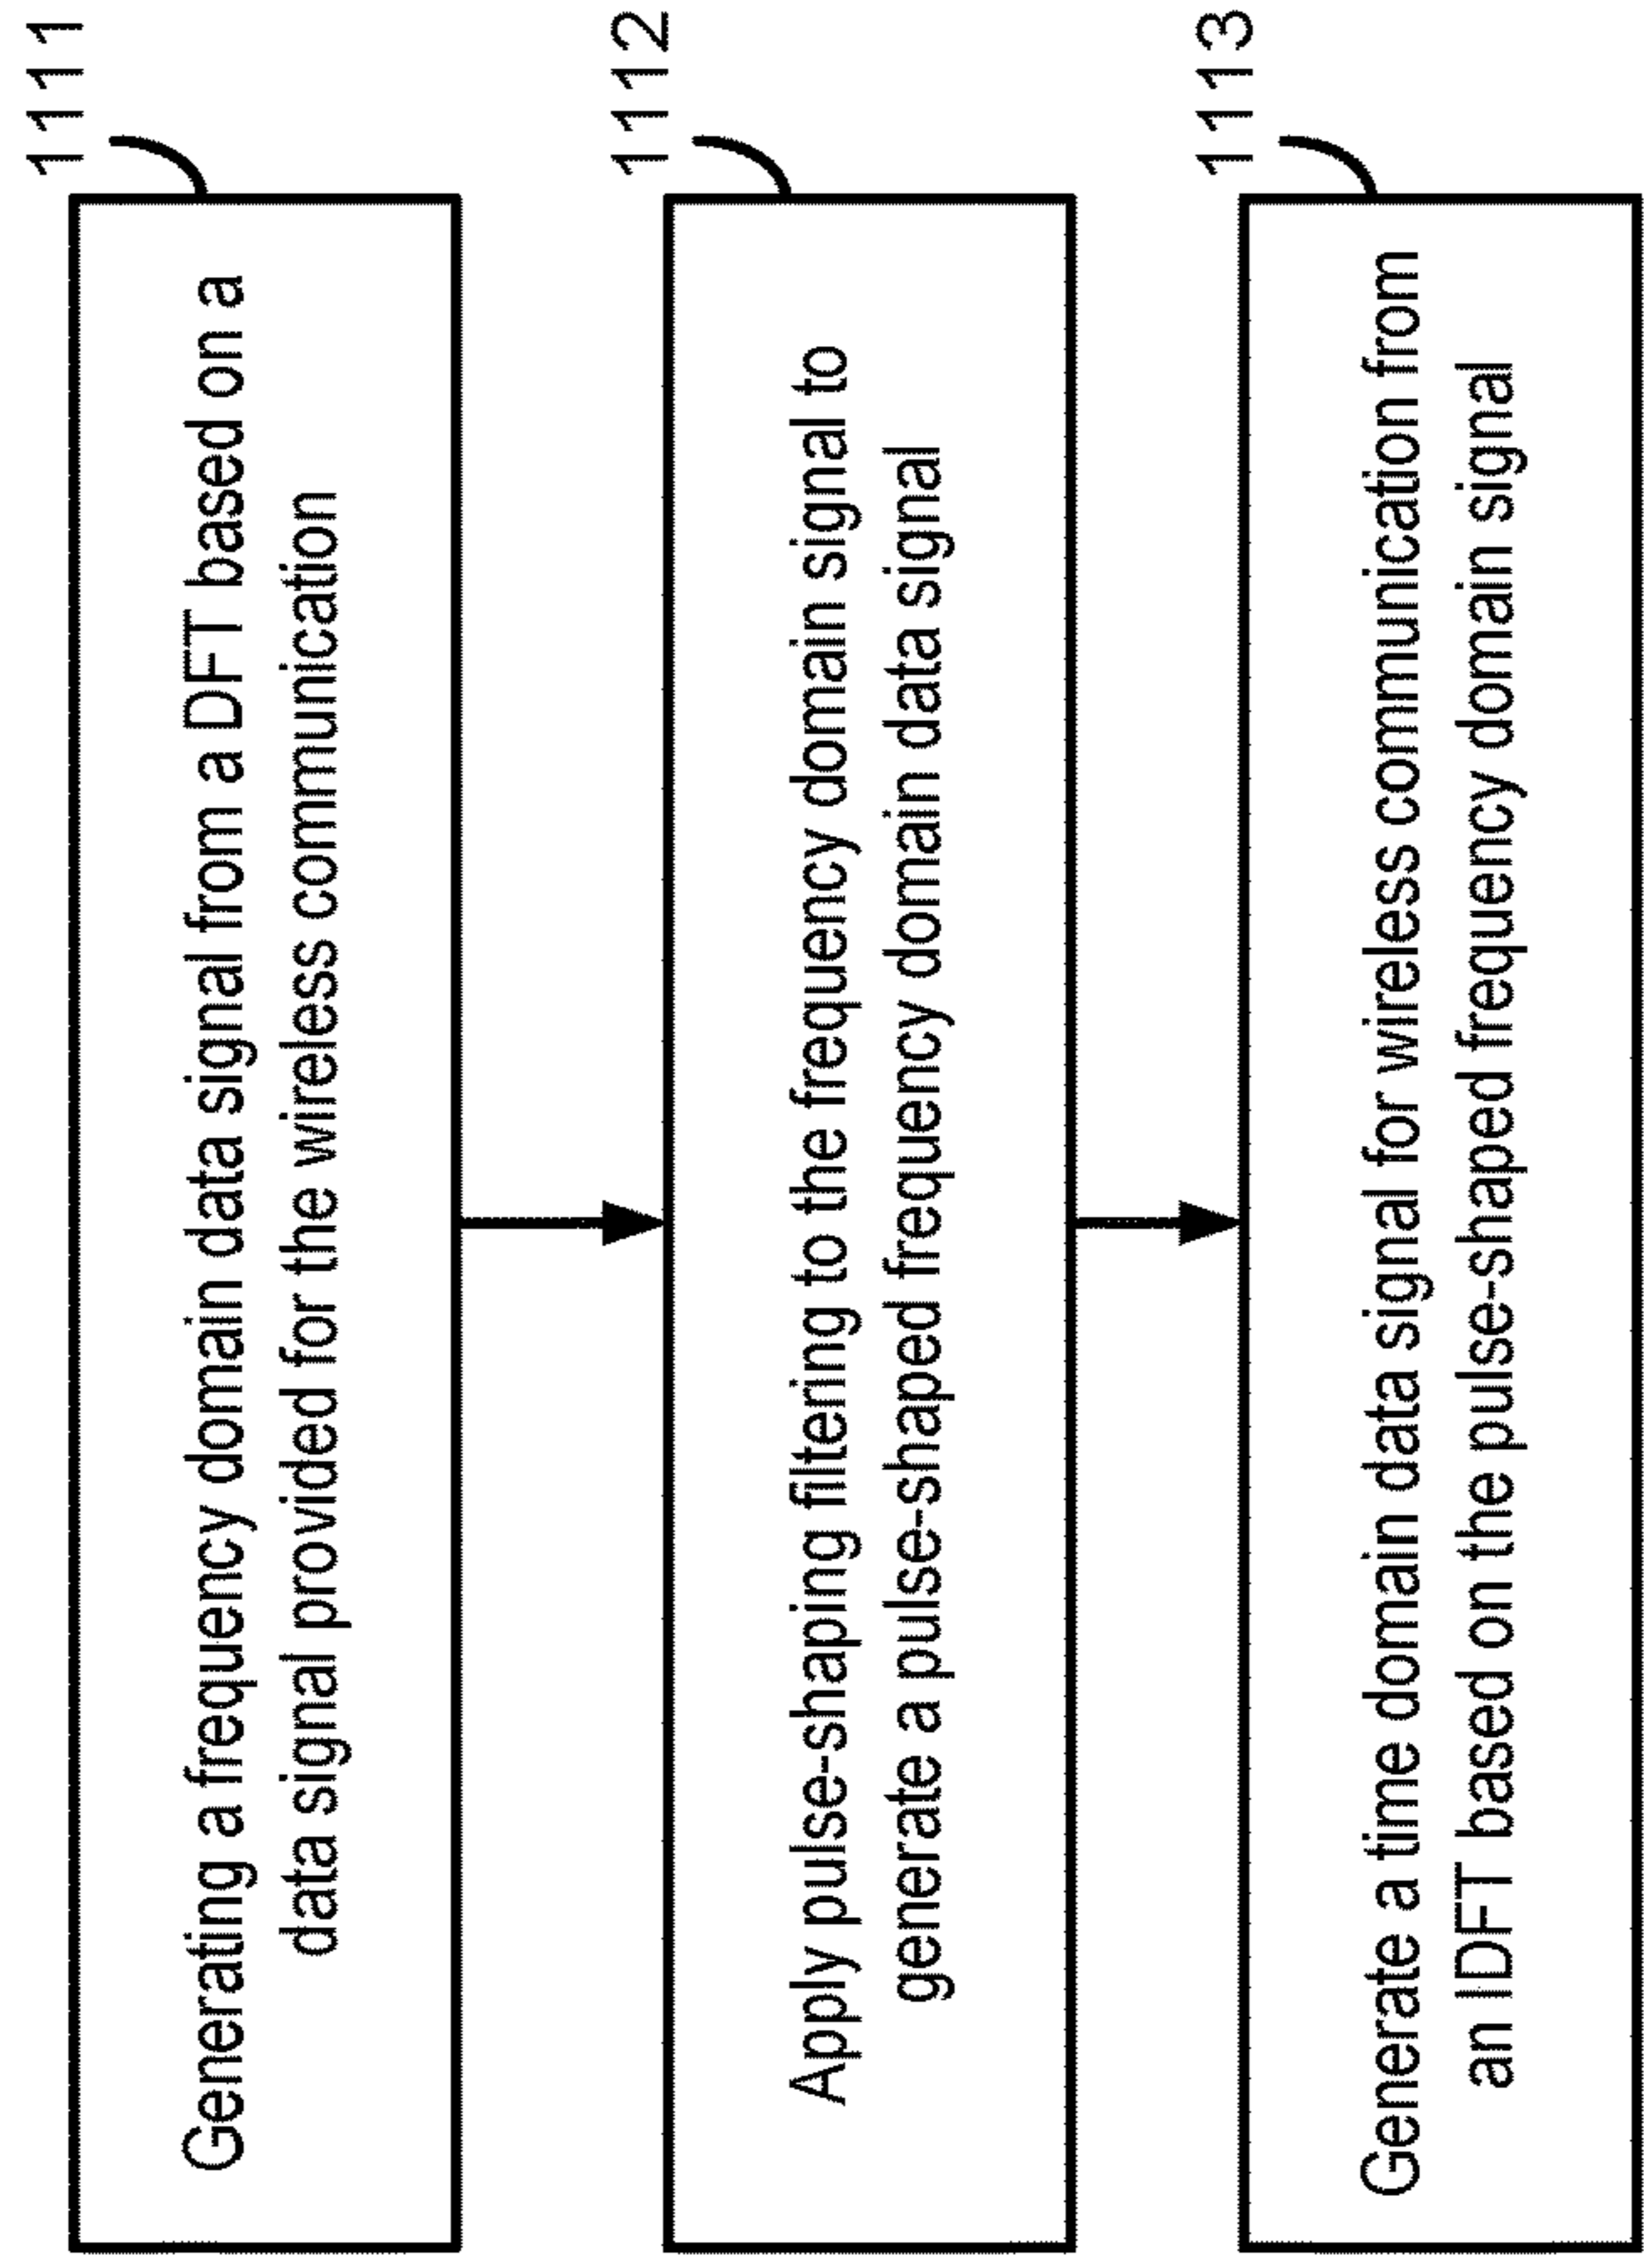 1111
Generating a frequency domain data signal from a DFT based on a
data signal provided for the wireless communication
1112
Apply pulse-shaping filtering to the frequency domain signal to
generate a pulse-shaped frequency domain data signal
1113
Generate a time domain data signal for wireless communication from
an IDFT based on the pulse-shaped frequency domain signal